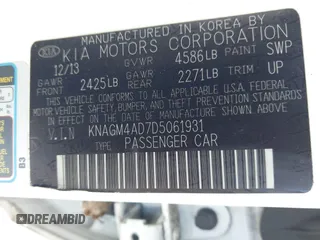 MANUFACTURED IN KOREA BY
KIA KIA MOTORS CORPORATION
12/13 GVWR 4586LB PAINT SWP
GAWR FRONT 2425LB GAWR REAR 2271LB TRIM UP
THIS VEHICLE CONFORMS TO ALL APPLICABLE U.S.A. FEDERAL
MOTOR VEHICLE SAFETY, BUMPER, AND THEFT PREVENTION
STANDARDS IN EFFECT ON THE DATE OF MANUFACTURE SHOWN ABOVE.
V.I.N KNAGM4AD7D5061931
TYPE: PASSENGER CAR
B3
DREAMBID